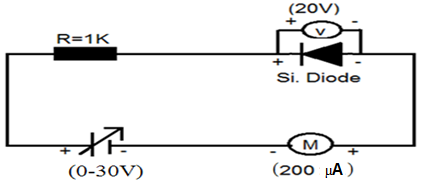 (20V)
+ -
V
R=1K
+ -
Si. Diode
+ -
- M +
(0-30V)
(200 μA)